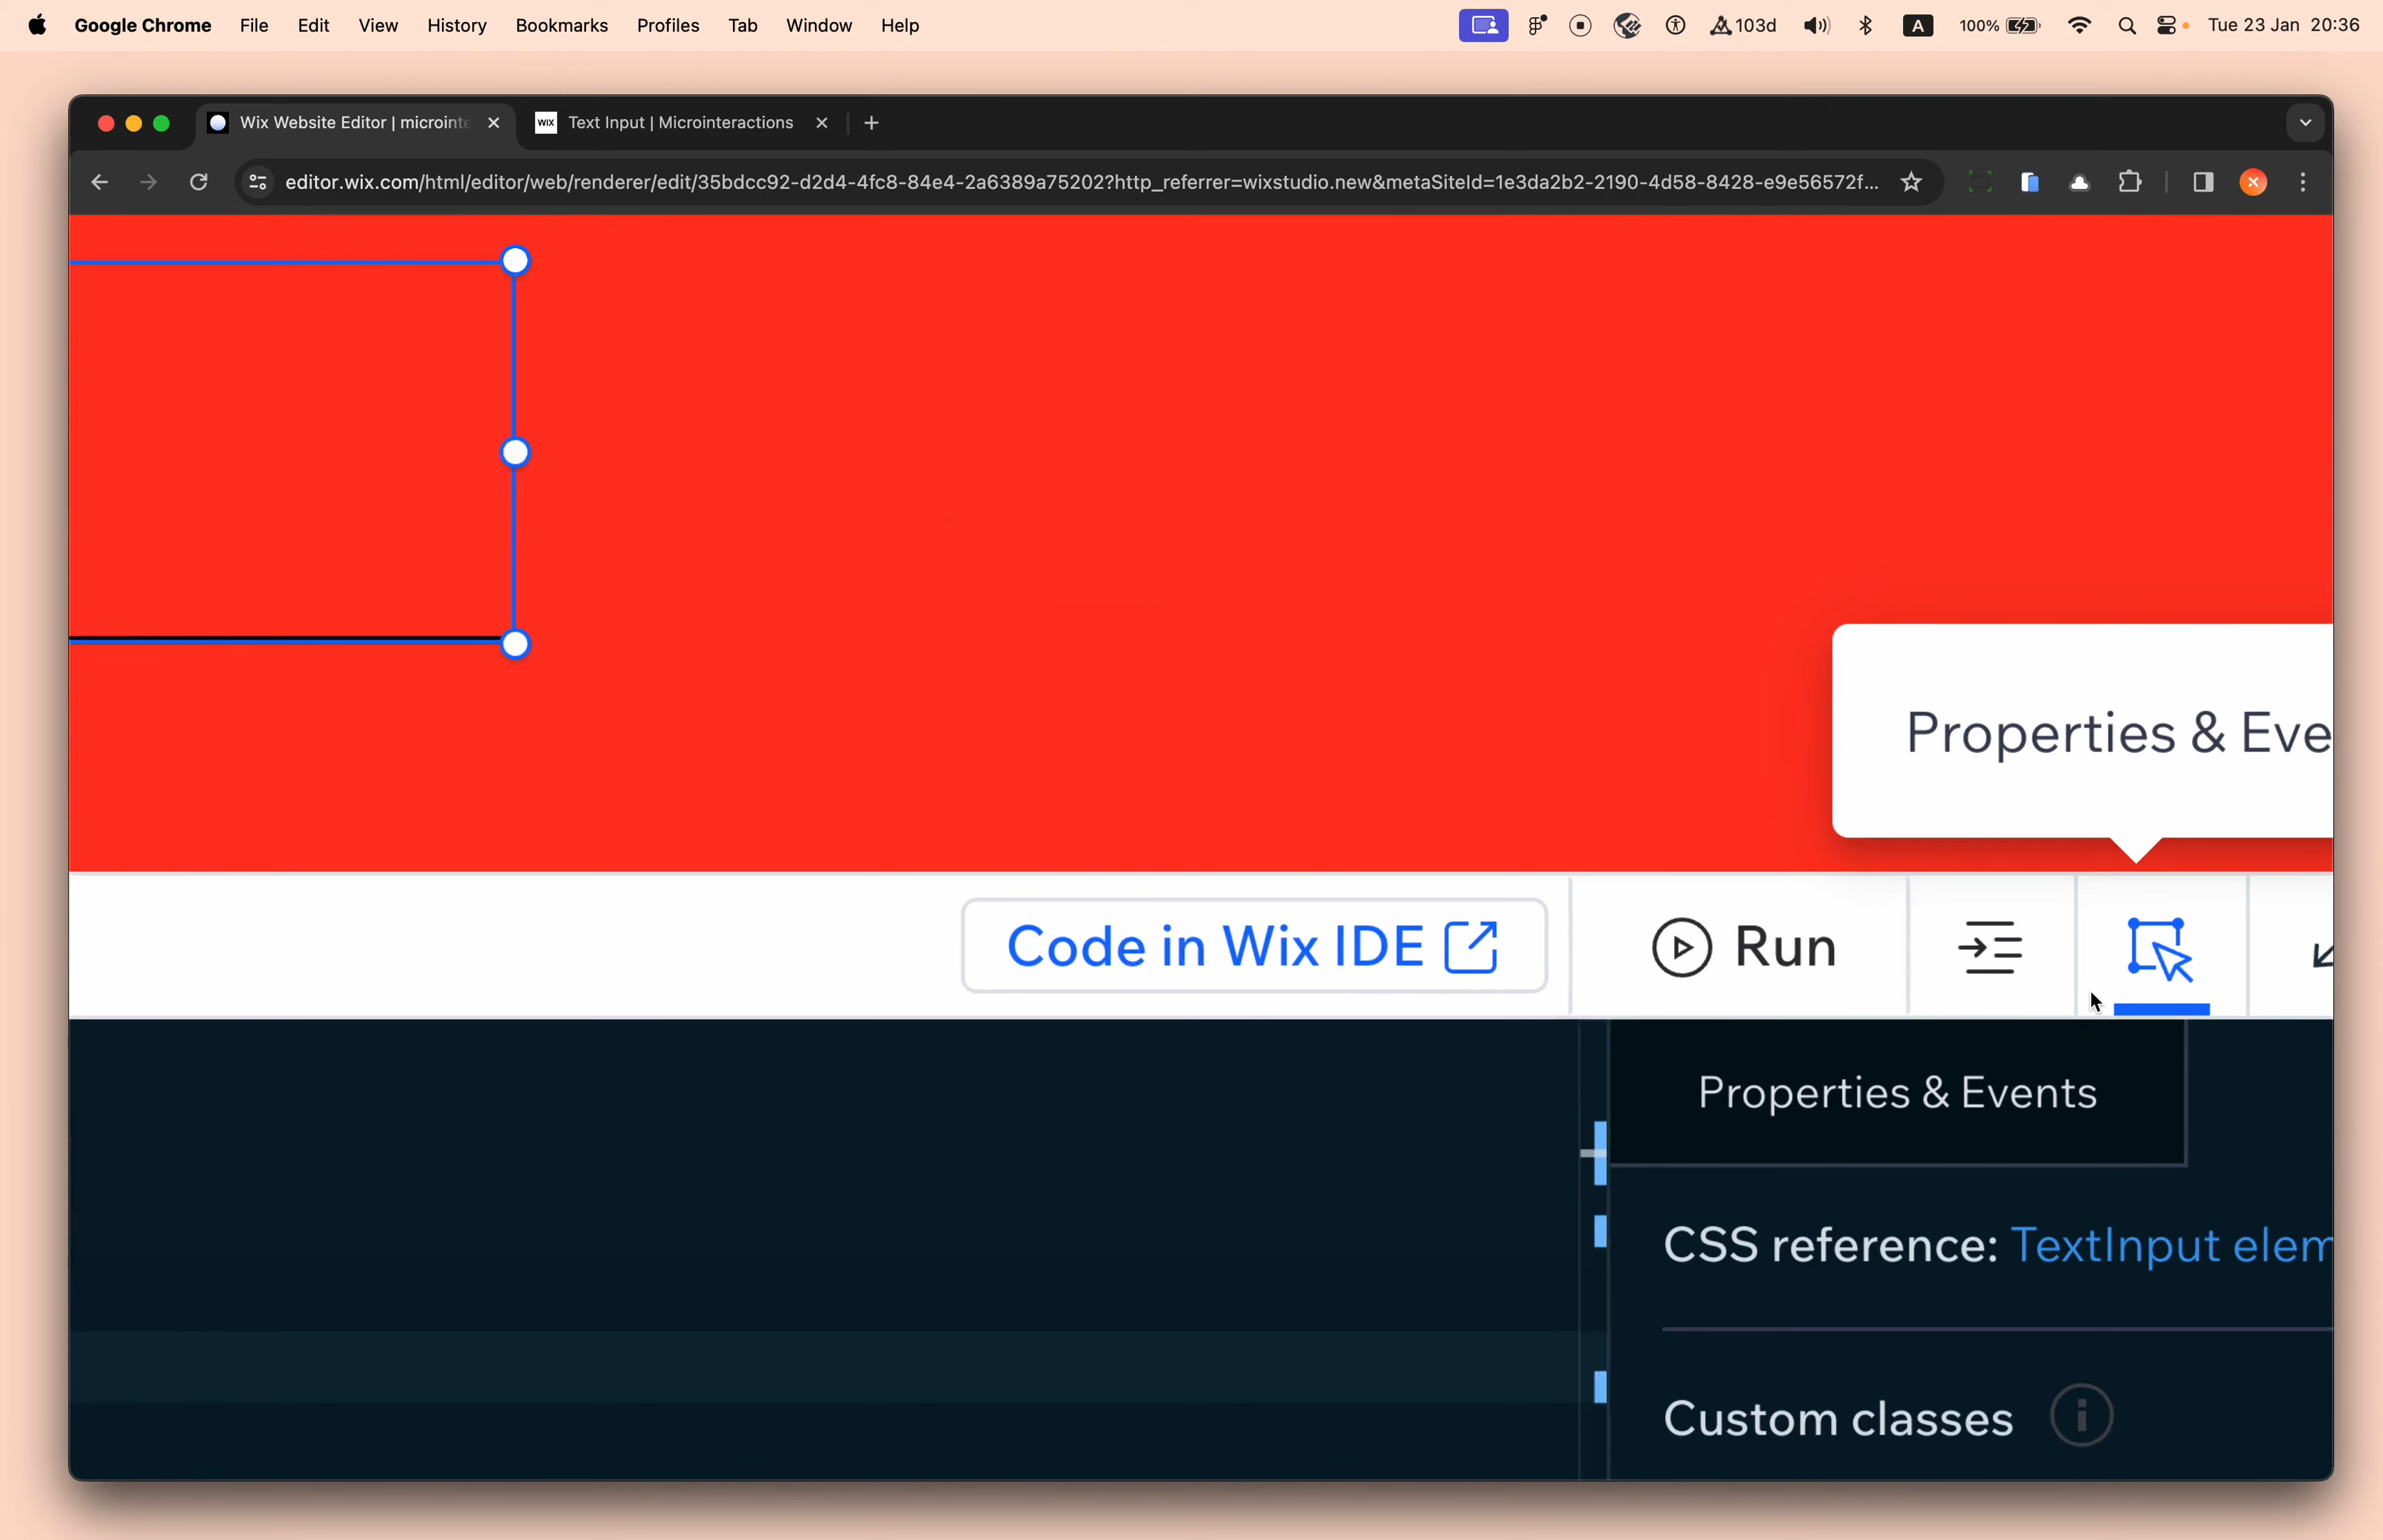 Google Chrome File Edit View History Bookmarks Profiles Tab Window Help
103d A 100% Tue 23 Jan 20:36
Wix Website Editor | microinte
WIX Text Input | Microinteractions
editor.wix.com/html/editor/web/renderer/edit/35bdcc92-d2d4-4fc8-84e4-2a6389a75202?http_referrer=wixstudio.new&metaSiteId=1e3da2b2-2190-4d58-8428-e9e56572f...
Properties & Eve
Code in Wix IDE
Run
Properties & Events
CSS reference: TextInput elem
Custom classes